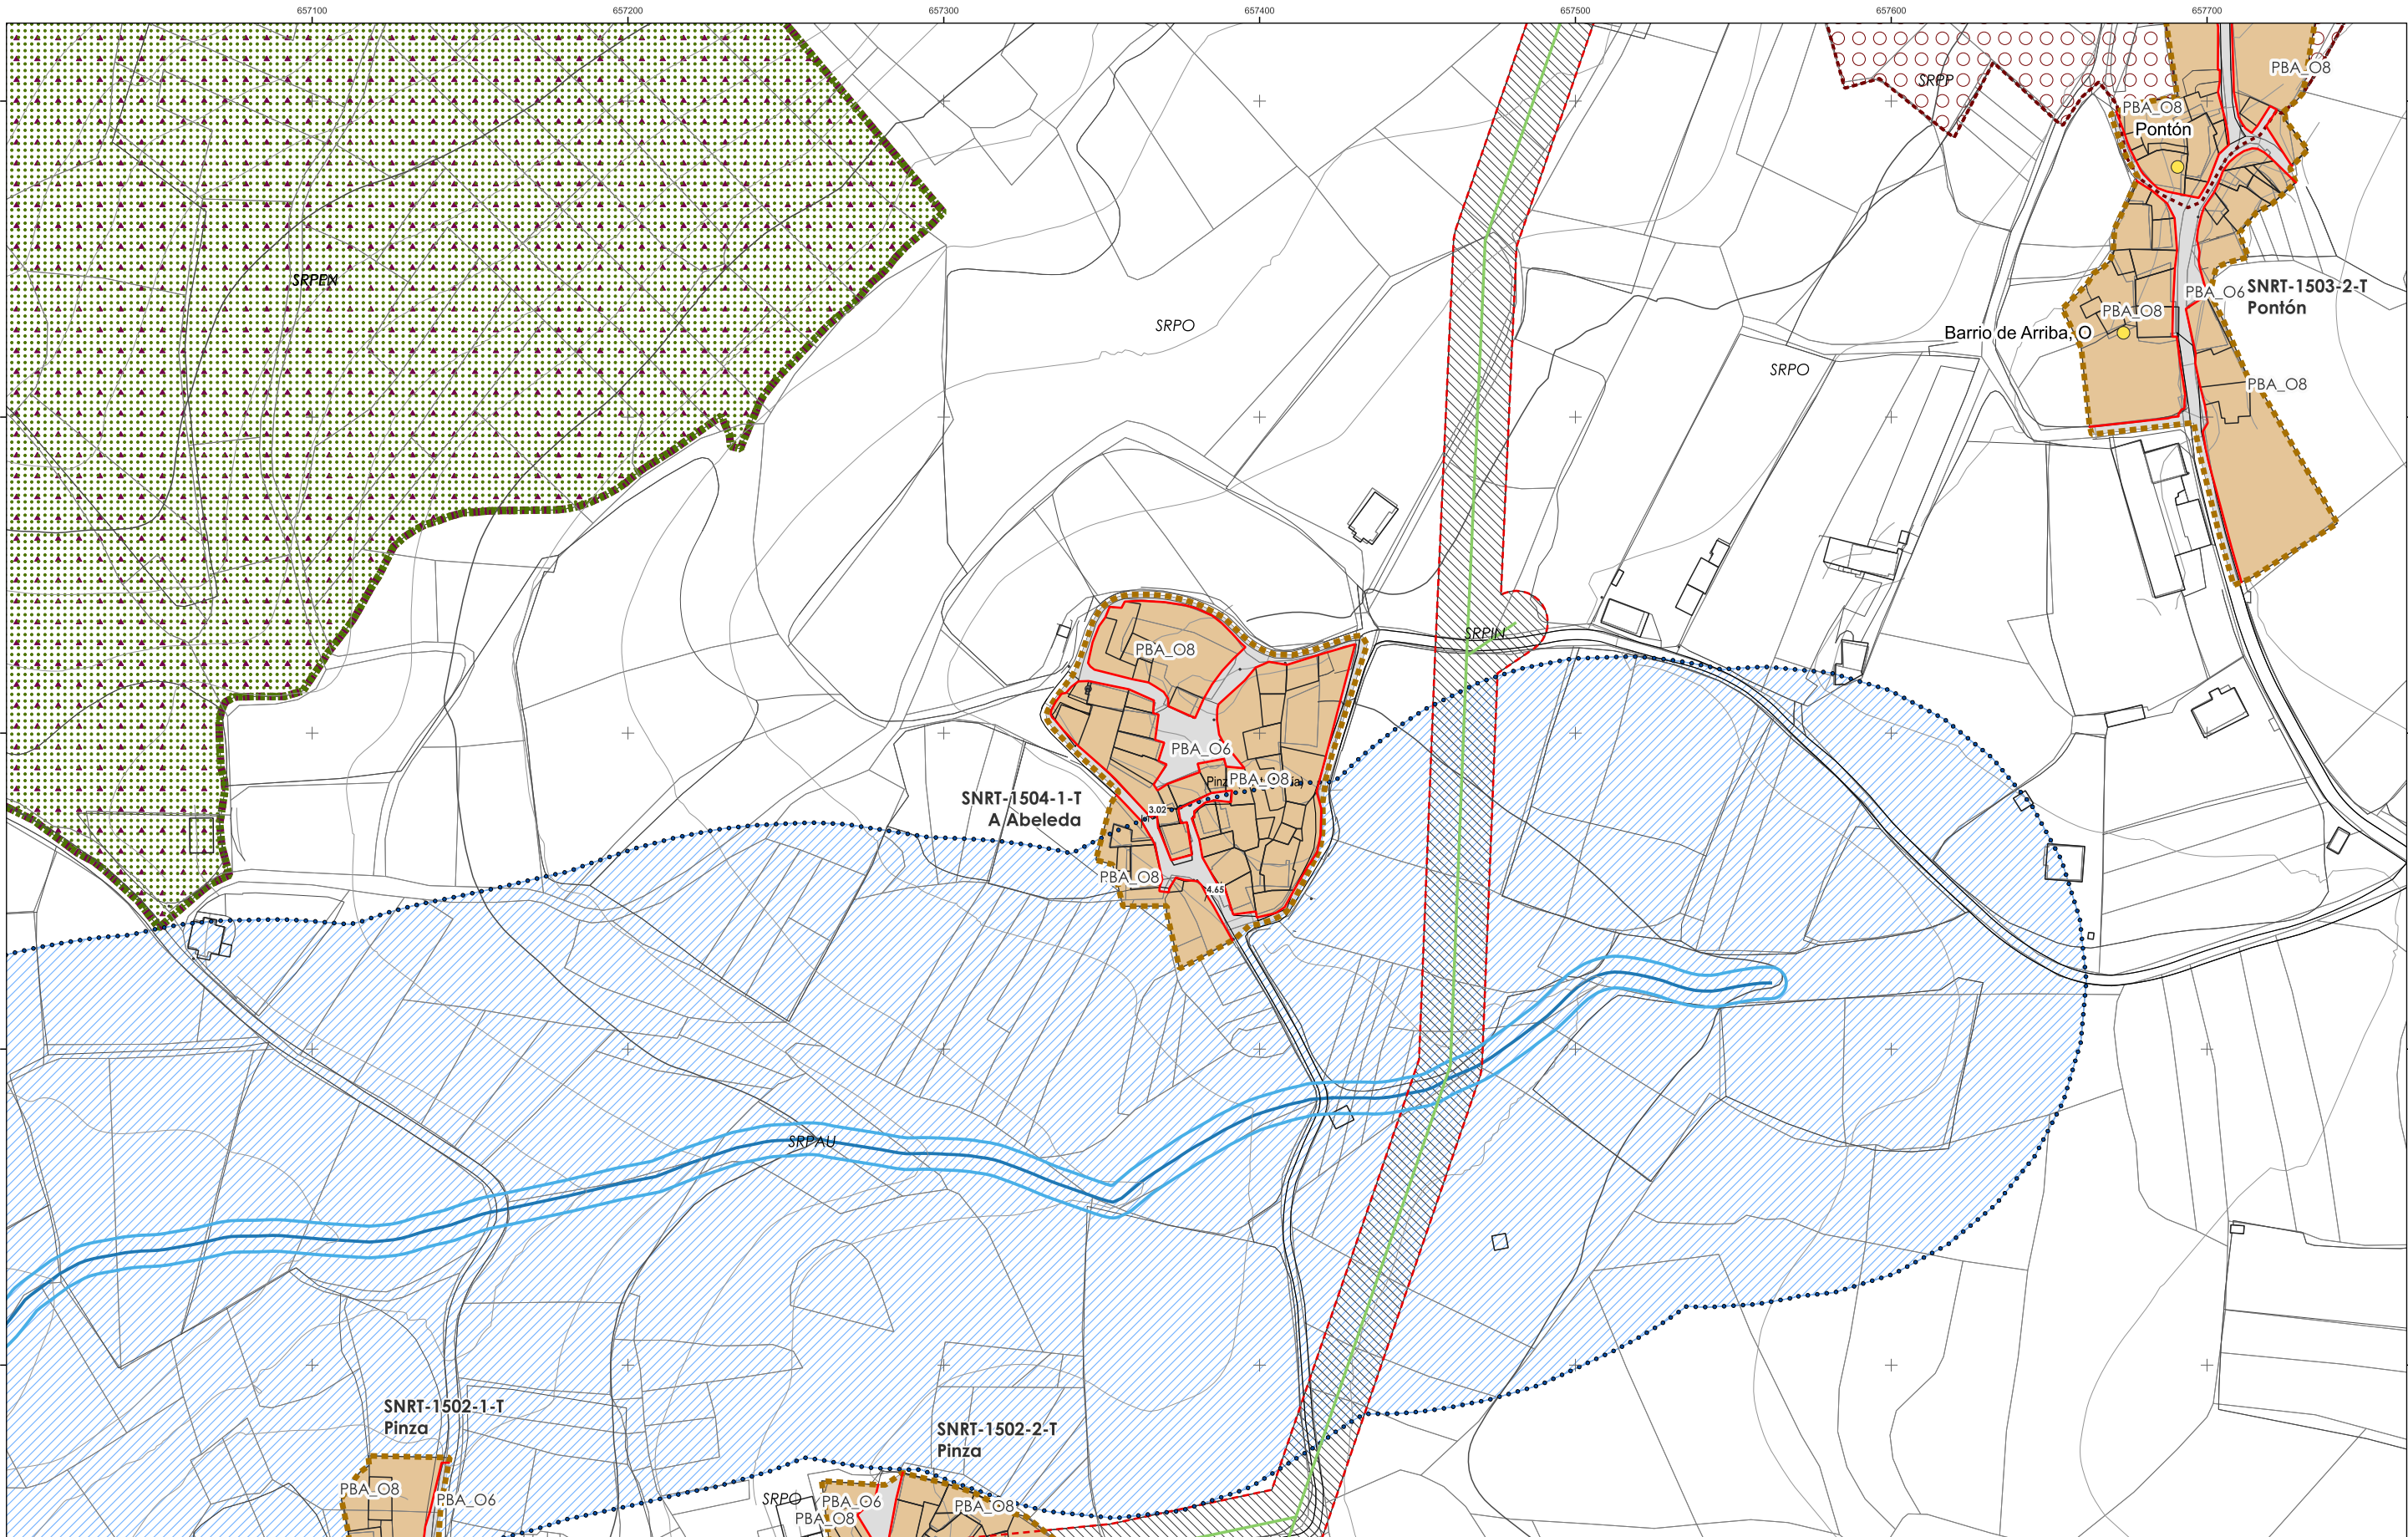 657100
657200
657300
657400
657500
657600
657700
PBA_O8
SRPP
PBA_O8
Pontón
SRPEN
PBA_O6
SNRT-1503-2-T
Pontón
PBA_O8
SRPO
Barrio de Arriba, O
SRPO
PBA_O8
SRPIN
PBA_O8
PBA_O6
PBA_O8
SNRT-1504-1-T
A Abeleda
3.02
PBA_O8
4.65
SRPAU
SNRT-1502-1-T
Pinza
SNRT-1502-2-T
Pinza
PBA_O8
PBA_O6
SRPO
PBA_O6
PBA_O8
PBA_O8